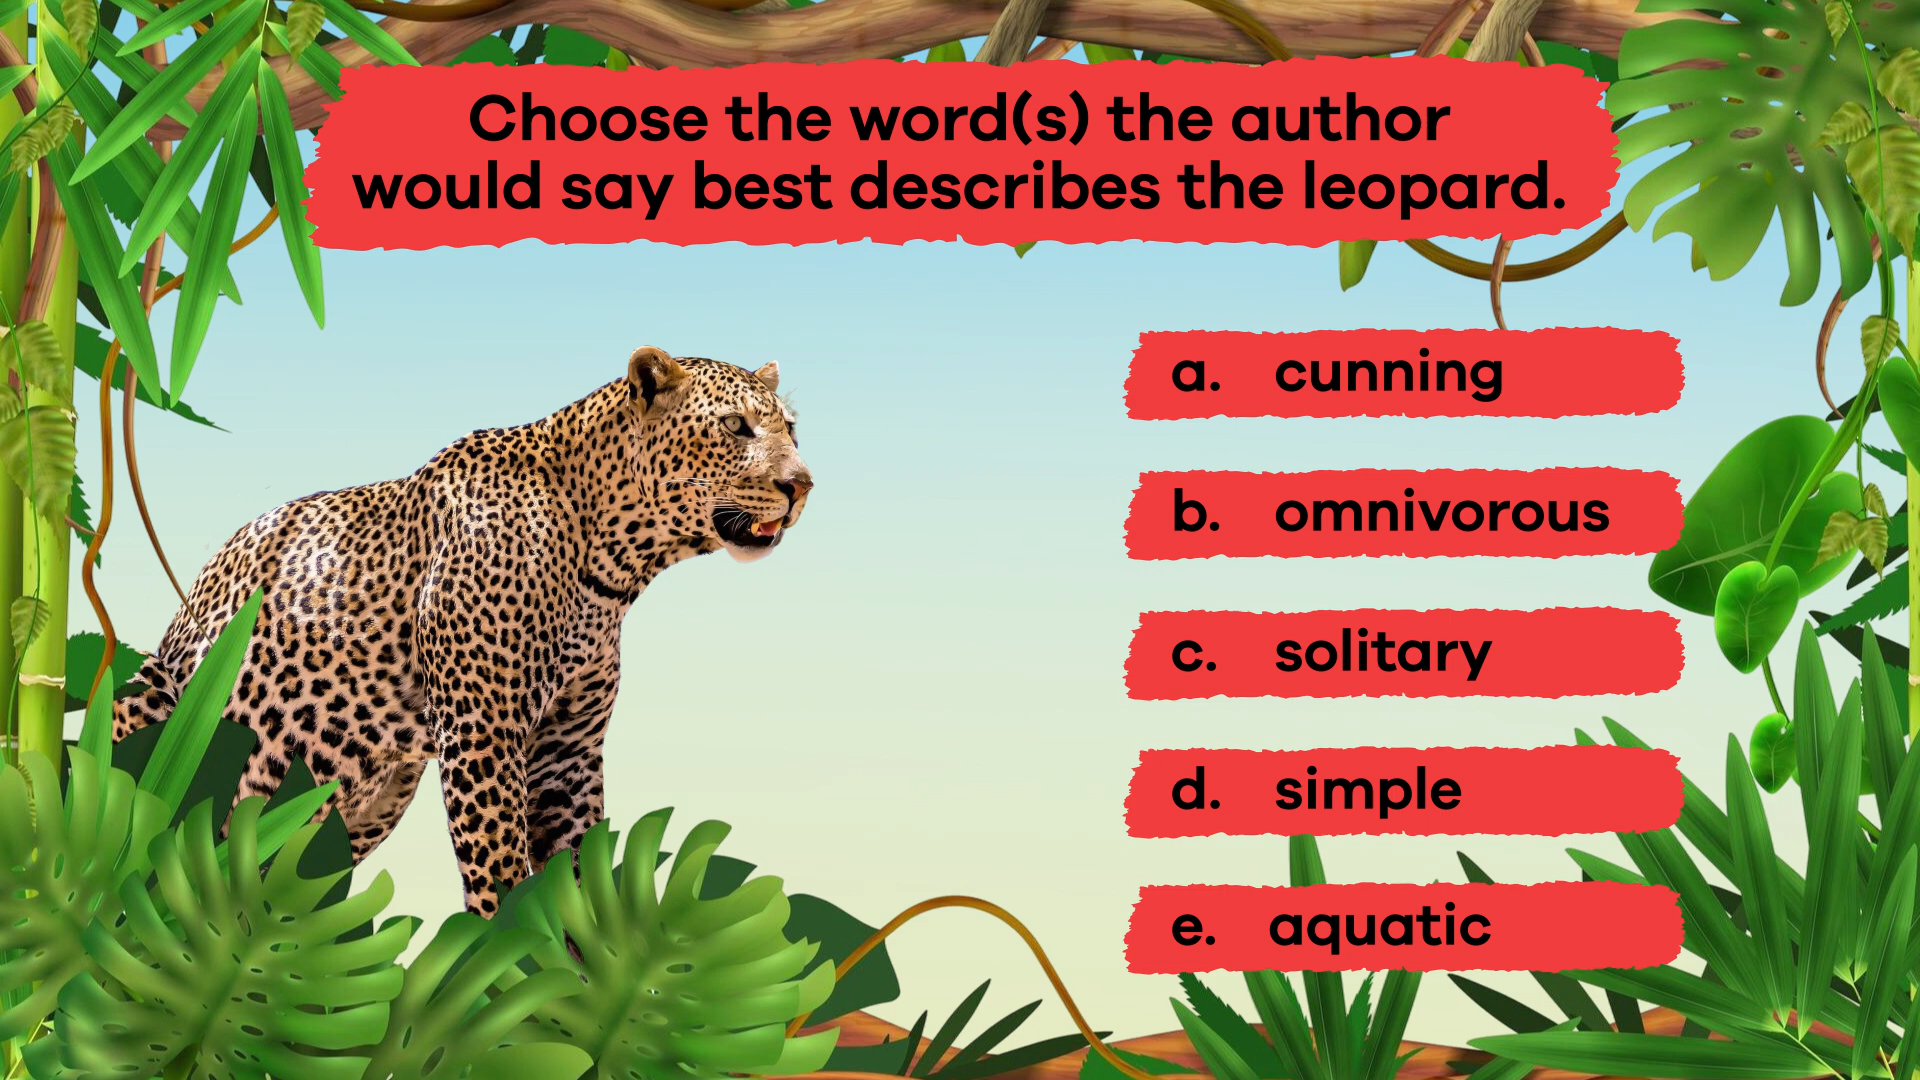 Choose the word(s) the author
would say best describes the leopard.
a. cunning
b. omnivorous
c. solitary
d. simple
e. aquatic